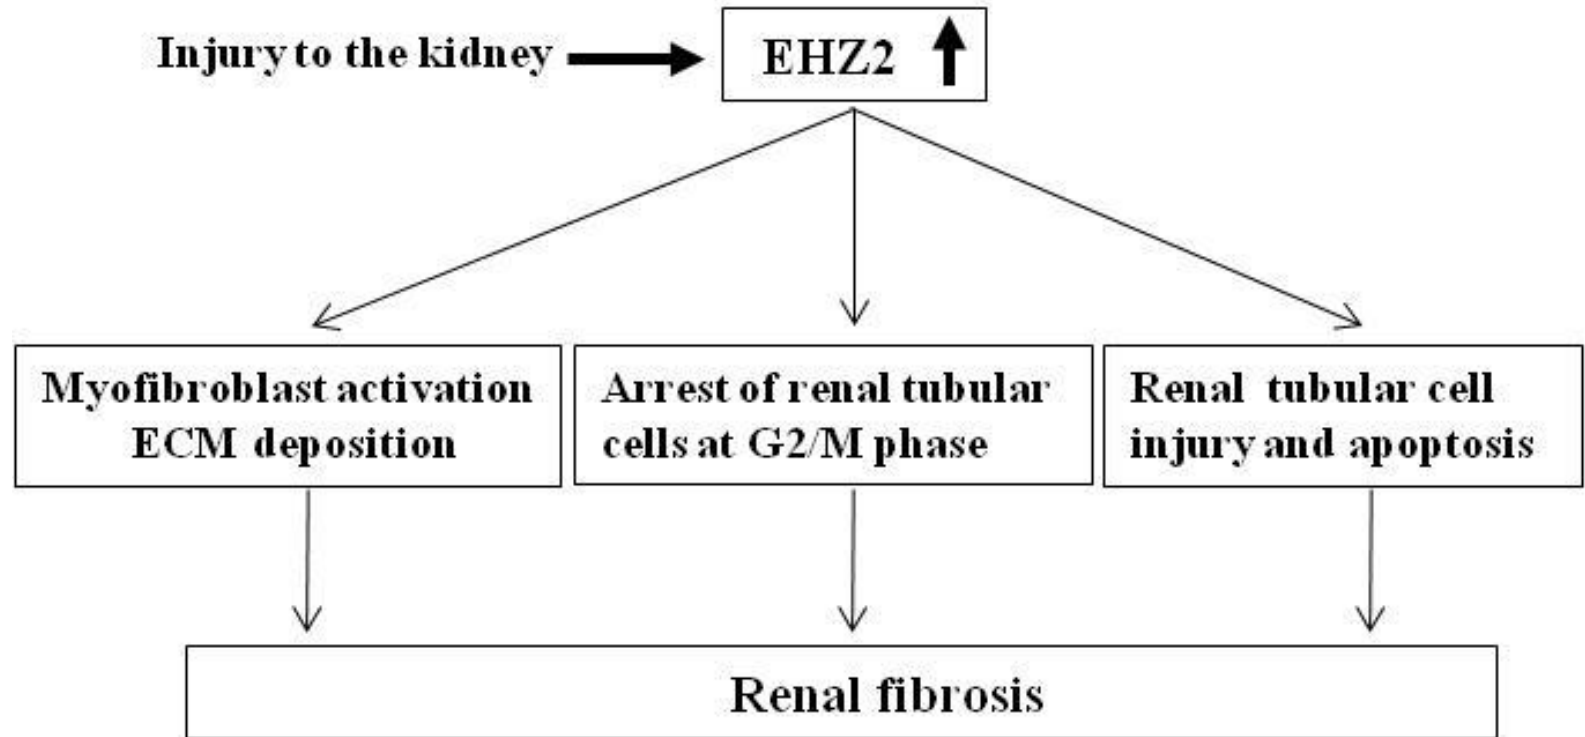 Injury to the kidney
EHZ2
Myofibroblast activation
ECM deposition
Arrest of renal tubular
cells at G2/M phase
Renal tubular cell
injury and apoptosis
Renal fibrosis